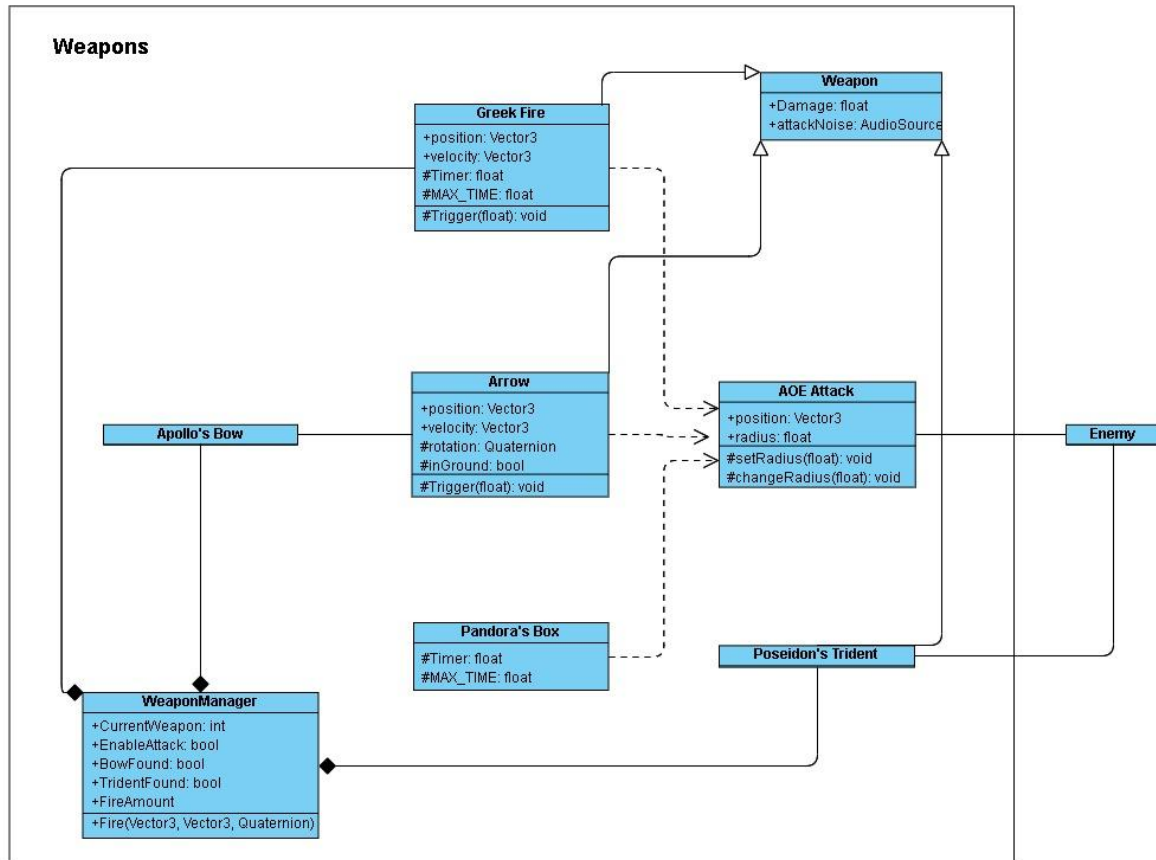 Weapons
Weapon
+Damage: float
+attackNoise: AudioSource
Greek Fire
+position: Vector3
+velocity: Vector3
#Timer: float
#MAX_TIME: float
#Trigger(float): void
Arrow
+position: Vector3
+velocity: Vector3
#rotation: Quaternion
#inGround: bool
#Trigger(float): void
AOE Attack
+position: Vector3
+radius: float
#setRadius(float): void
#changeRadius(float): void
Apollo's Bow
Enemy
Pandora's Box
#Timer: float
#MAX_TIME: float
Poseidon's Trident
WeaponManager
+CurrentWeapon: int
+EnableAttack: bool
+BowFound: bool
+TridentFound: bool
+FireAmount
+Fire(Vector3, Vector3, Quaternion)